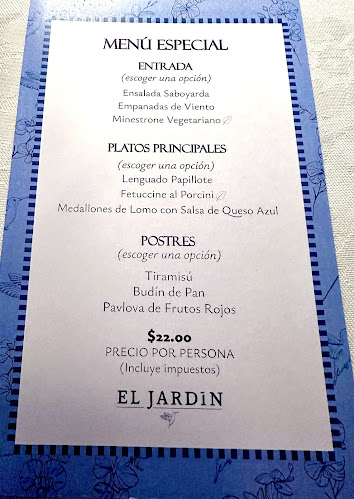 MENÚ ESPECIAL
ENTRADA
(escoger una opción)
Ensalada Saboyarda
Empanadas de Viento
Minestrone Vegetariano
PLATOS PRINCIPALES
(escoger una opción)
Lenguado Papillote
Fetuccine al Porcini
Medallones de Lomo con Salsa de Queso Azul
POSTRES
(escoger una opción)
Tiramisú
Budín de Pan
Pavlova de Frutos Rojos
$22.00
PRECIO POR PERSONA
(Incluye impuestos)
EL JARDÍN